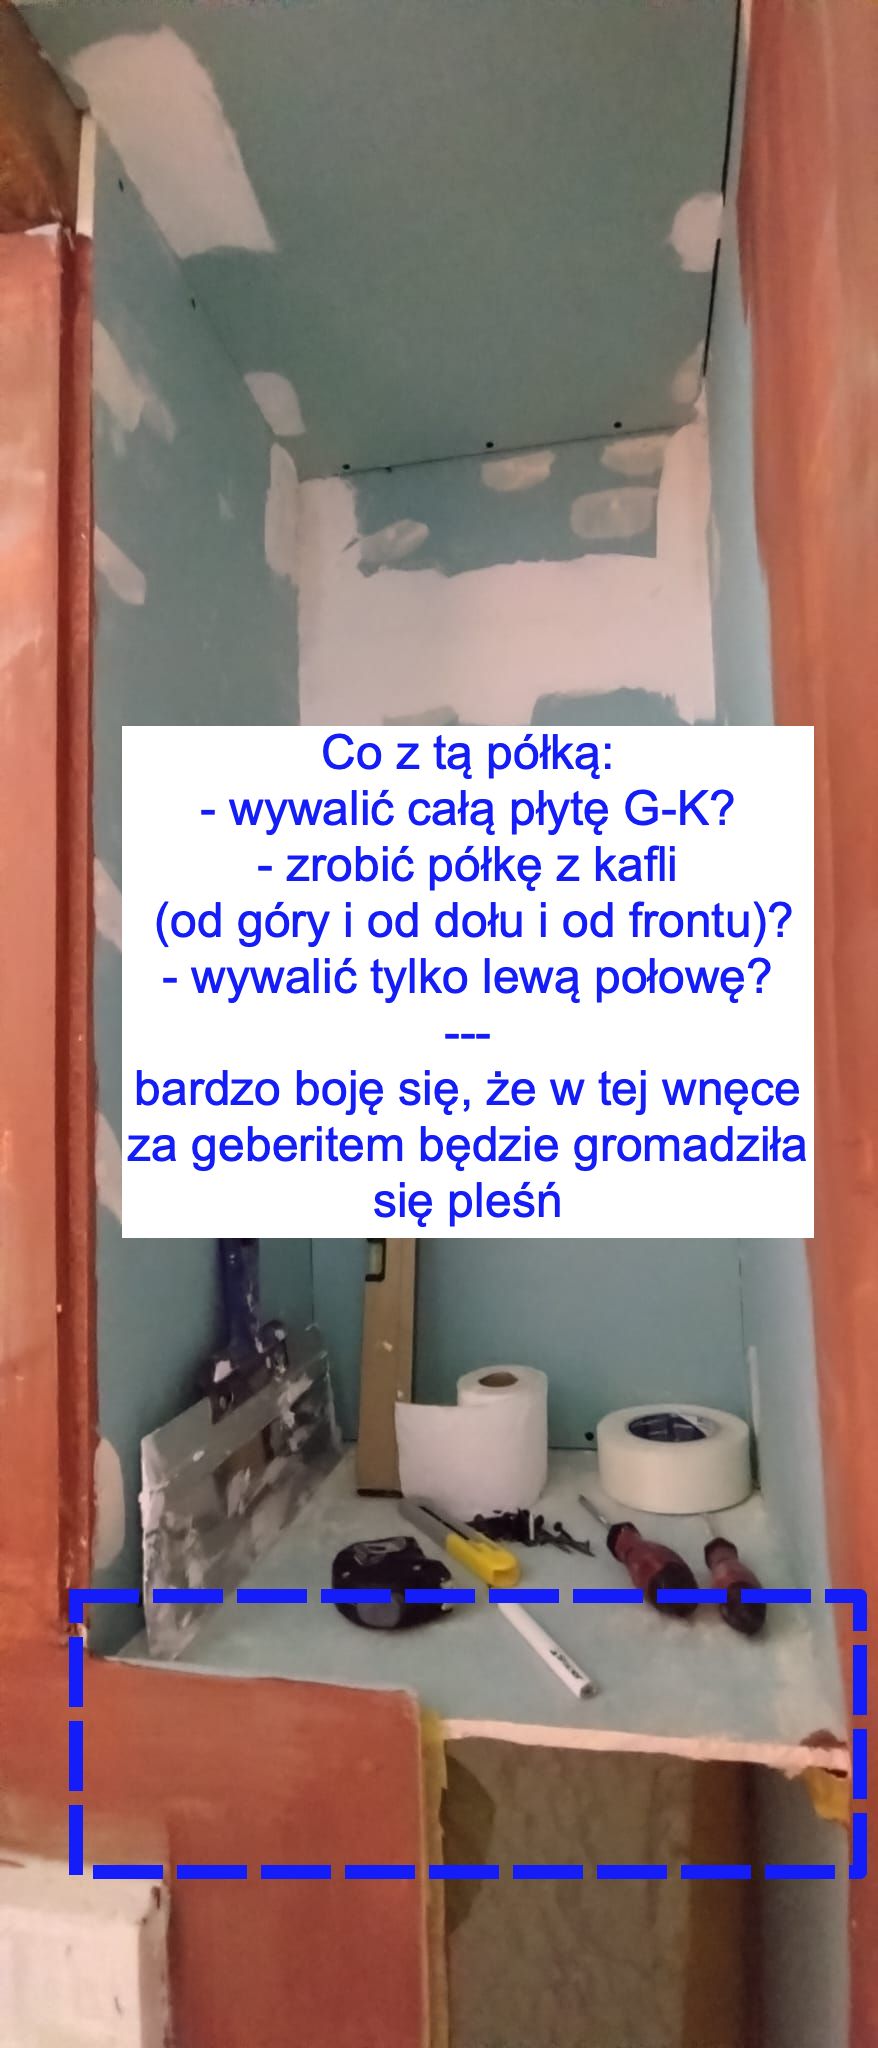 Co z tą półką:
- wywalić całą płytę G-K?
- zrobić półkę z kafli
(od góry i od dołu i od frontu)?
- wywalić tylko lewą połowę?
---
bardzo boję się, że w tej wnęce
za geberitem będzie gromadziła
się pleśń